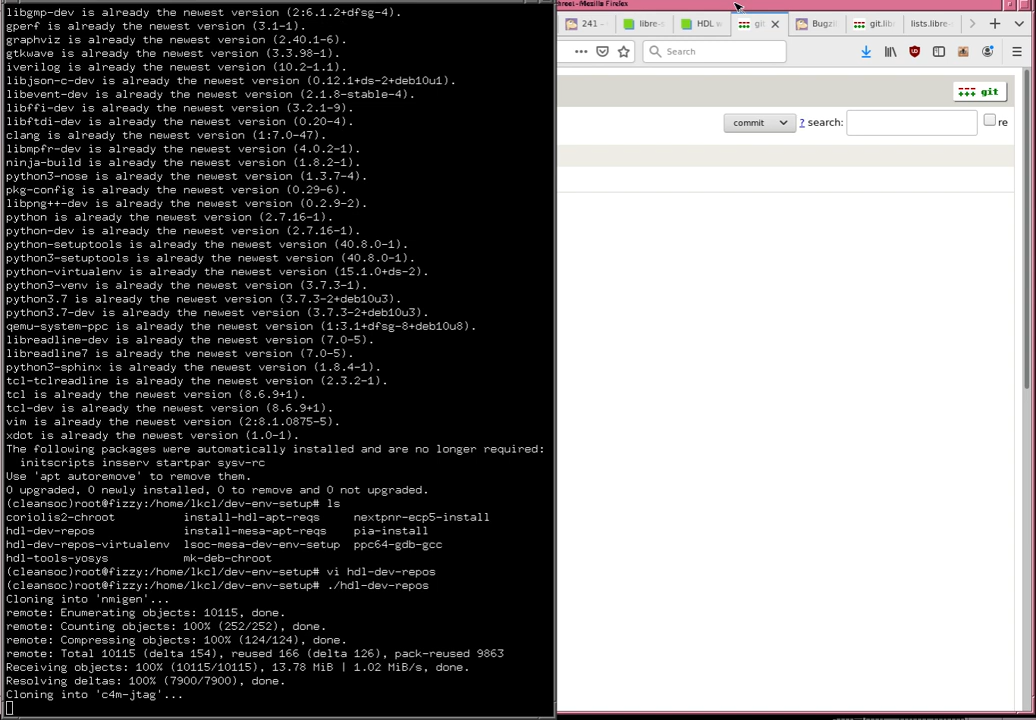 libgmp-dev is already the newest version (2:6.1.2+dfsg-4).
gperf is already the newest version (3.1-1).
graphviz is already the newest version (2.40.1-6).
gtkwave is already the newest version (3.3.98-1).
iverilog is already the newest version (10.2-1.1).
libjson-c-dev is already the newest version (0.12.1+ds-2+deb10u1).
libevent-dev is already the newest version (2.1.8-stable-4).
libffi-dev is already the newest version (3.2.1-9).
libftdi-dev is already the newest version (0.20-4).
clang is already the newest version (1:7.0-47).
libmpfr-dev is already the newest version (4.0.2-1).
ninja-build is already the newest version (1.8.2-1).
python3-nose is already the newest version (1.3.7-4).
pkg-config is already the newest version (0.29-6).
libpng++-dev is already the newest version (0.2.9-2).
python is already the newest version (2.7.16-1).
python-dev is already the newest version (2.7.16-1).
python-setuptools is already the newest version (40.8.0-1).
python3-setuptools is already the newest version (40.8.0-1).
python-virtualenv is already the newest version (15.1.0+ds-2).
python3-venv is already the newest version (3.7.3-1).
python3.7 is already the newest version (3.7.3-2+deb10u3).
python3.7-dev is already the newest version (3.7.3-2+deb10u3).
qemu-system-ppc is already the newest version (1:3.1+dfsg-8+deb10u8).
libreadline-dev is already the newest version (7.0-5).
libreadline7 is already the newest version (7.0-5).
python3-sphinx is already the newest version (1.8.4-1).
tcl-tclreadline is already the newest version (2.3.2-1).
tcl is already the newest version (8.6.9+1).
tcl-dev is already the newest version (8.6.9+1).
vim is already the newest version (2:8.1.0875-5).
xdot is already the newest version (1.0-1).
The following packages were automatically installed and are no longer required:
initscripts insserv startpar sysv-rc
Use 'apt autoremove' to remove them.
0 upgraded, 0 newly installed, 0 to remove and 0 not upgraded.
(cleansoc)root@fizzy:/home/lkcl/dev-env-setup# ls
coriolis2-chroot install-hdl-apt-reqs nextpnr-ecp5-install
hdl-dev-repos install-mesa-apt-reqs pia-install
hdl-dev-repos-virtualenv lsoc-mesa-dev-env-setup ppc64-gdb-gcc
hdl-tools-yosys mk-deb-chroot
(cleansoc)root@fizzy:/home/lkcl/dev-env-setup# vi hdl-dev-repos
(cleansoc)root@fizzy:/home/lkcl/dev-env-setup# ./hdl-dev-repos
Cloning into 'nmigen'...
remote: Enumerating objects: 10115, done.
remote: Counting objects: 100% (252/252), done.
remote: Compressing objects: 100% (124/124), done.
remote: Total 10115 (delta 154), reused 166 (delta 126), pack-reused 9863
Receiving objects: 100% (10115/10115), 13.78 MiB | 1.02 MiB/s, done.
Resolving deltas: 100% (7900/7900), done.
Cloning into 'c4m-jtag'...
- Mozilla Firefox
241 - libre-s HDL w git Bugzi git.libr lists.libre-
Search
git
commit ? search: re